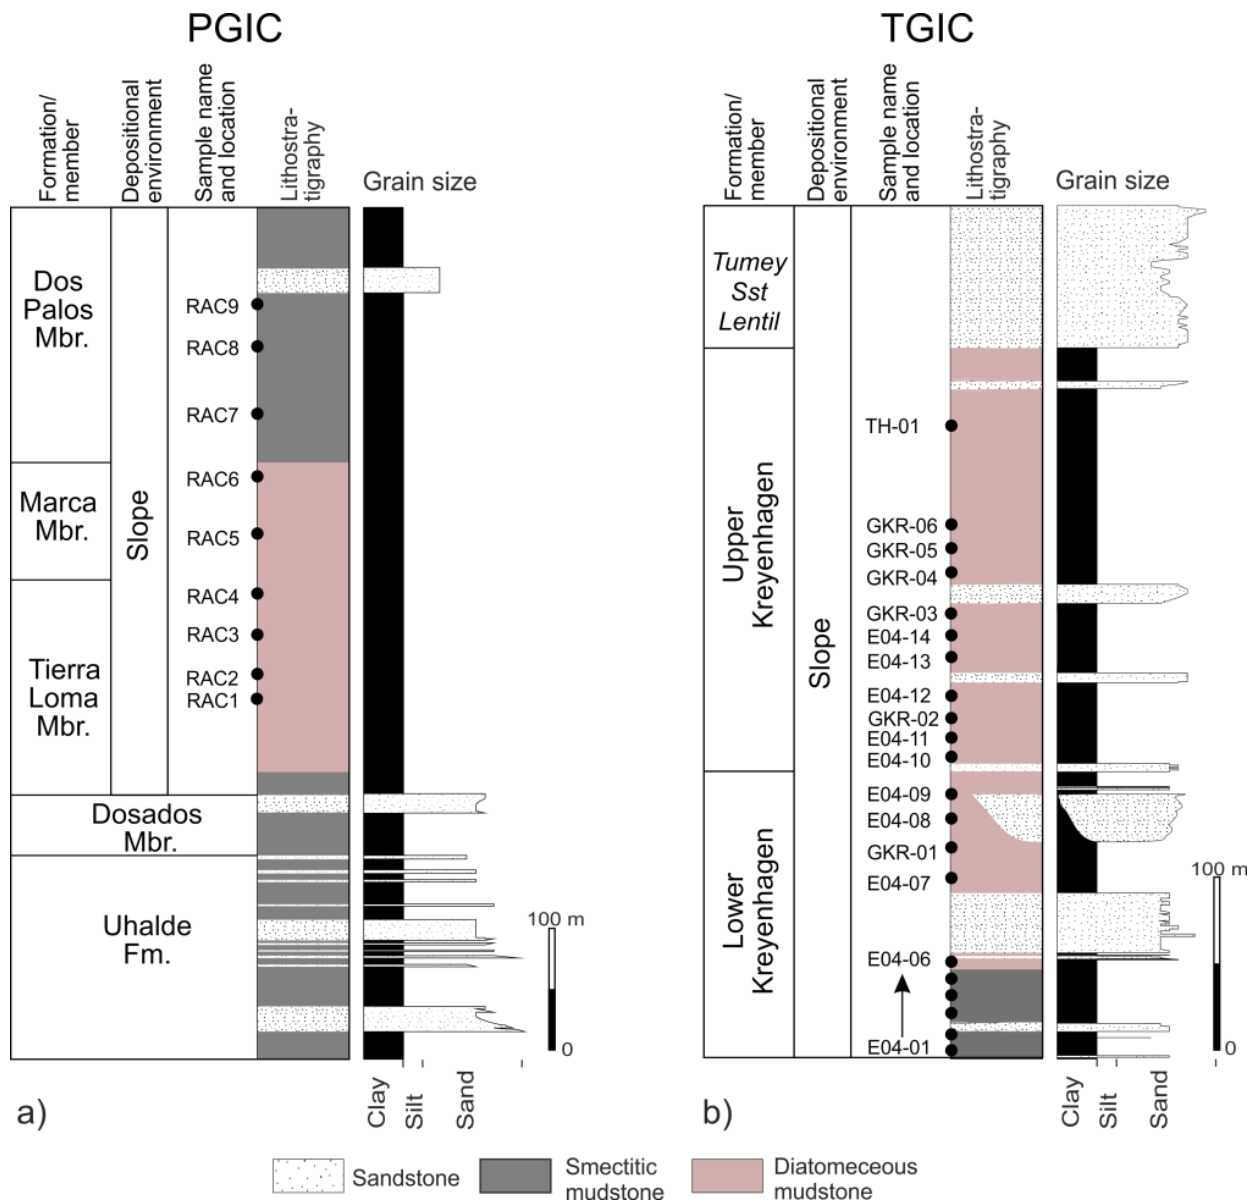 PGIC
Formation/
member
Depositional
environment
Sample name
and location
Lithostra-
tigraphy
Grain size
Dos
Palos
Mbr.
Marca
Mbr.
Tierra
Loma
Mbr.
Dosados
Mbr.
Uhalde
Fm.
Slope
RAC9
RAC8
RAC7
RAC6
RAC5
RAC4
RAC3
RAC2
RAC1
100 m
0
Clay
Silt
Sand
a)
TGIC
Formation/
member
Depositional
environment
Sample name
and location
Lithostra-
tigraphy
Grain size
Tumey
Sst
Lentil
Upper
Kreyenhagen
Lower
Kreyenhagen
Slope
TH-01
GKR-06
GKR-05
GKR-04
GKR-03
E04-14
E04-13
E04-12
GKR-02
E04-11
E04-10
E04-09
E04-08
GKR-01
E04-07
E04-06
E04-01
100 m
0
Clay
Silt
Sand
b)
Sandstone
Smectitic
mudstone
Diatomeceous
mudstone